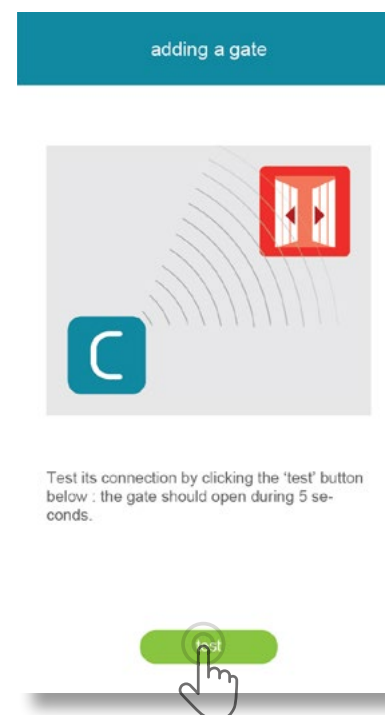 adding a gate
C
Test its connection by clicking the 'test' button
below : the gate should open during 5 se-
conds.
test